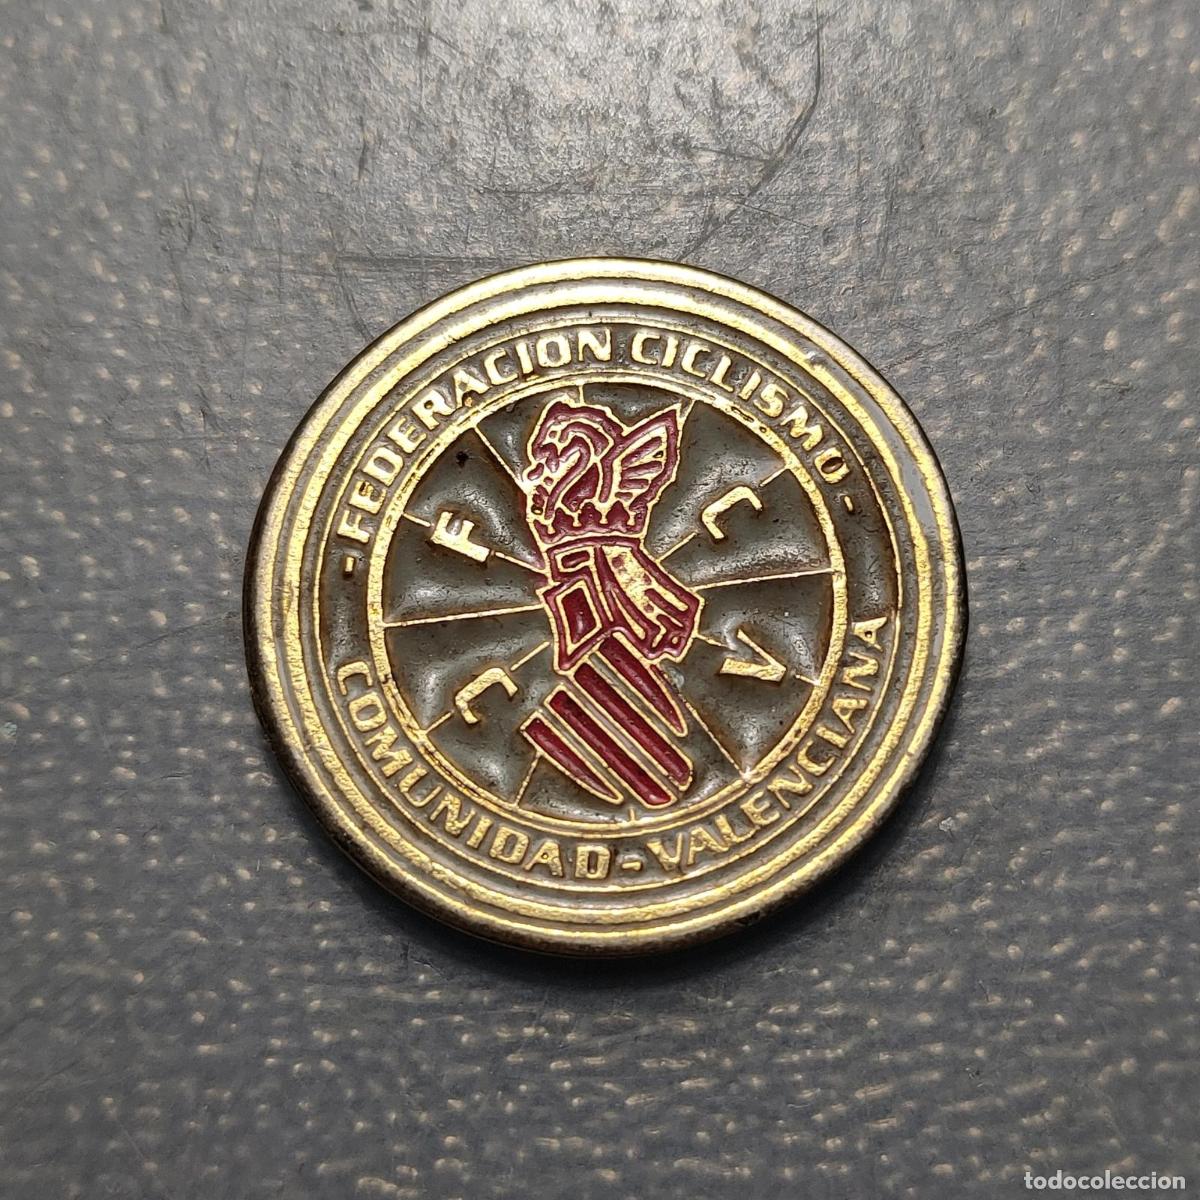 -FEDERACION CICLISMO-
COMUNIDAD-VALENCIANA
F C
C V
todocoleccion